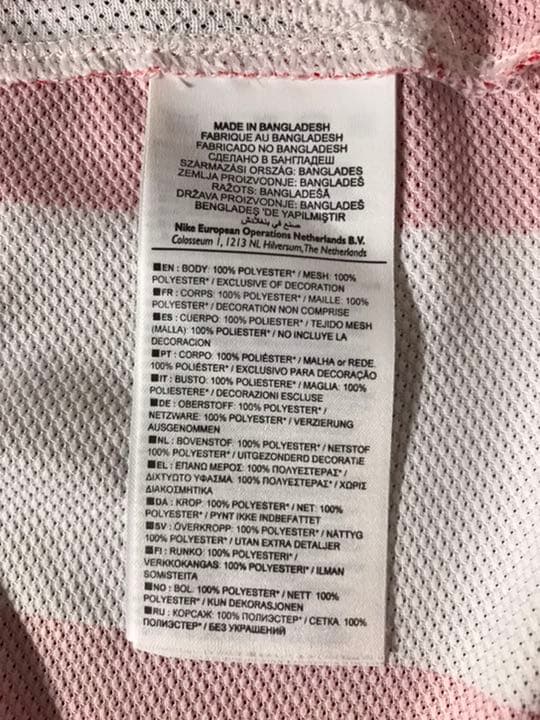 MADE IN BANGLADESH
FABRIQUE AU BANGLADESH
FABRICADO NO BANGLADESH
СДЕЛАНО В БАНГЛАДЕШ
SZÁRMAZÁSI ORSZÁG: BANGLADES
ZEMLJA PROIZVODNJE: BANGLADEŠ
RAŽOTS: BANGLADEŠĀ
DRŽAVA PROIZVODNJE: BANGLADEŠ
BENGLADEŞ 'DE YAPILMIŞTIR
صنع في بنغلادش
Nike European Operations Netherlands B.V.
Colosseum 1, 1213 NL Hilversum, The Netherlands
■EN : BODY: 100% POLYESTER* / MESH: 100%
POLYESTER* / EXCLUSIVE OF DECORATION
■FR : CORPS: 100% POLYESTER* / MAILLE: 100%
POLYESTER* / DECORATION NON COMPRISE
■ES : CUERPO: 100% POLIESTER* / TEJIDO MESH
(MALLA): 100% POLIESTER* / NO INCLUYE LA
DECORACION
■PT : CORPO: 100% POLIÉSTER* / MALHA or REDE:
100% POLIÉSTER* / EXCLUSIVO PARA DECORAÇÃO
■IT : BUSTO: 100% POLIESTERE* / MAGLIA: 100%
POLIESTERE* / DECORAZIONI ESCLUSE
■DE : OBERSTOFF: 100% POLYESTER* /
NETZWARE: 100% POLYESTER* / VERZIERUNG
AUSGENOMMEN
■NL : BOVENSTOF: 100% POLYESTER* / NETSTOF:
100% POLYESTER* / UITGEZONDERD DECORATIE
■EL : ΕΠΑΝΩ ΜΕΡΟΣ: 100% ΠΟΛΥΕΣΤΕΡΑΣ* /
ΔΙΧΤΥΩΤΟ ΥΦΑΣΜΑ: 100% ΠΟΛΥΕΣΤΕΡΑΣ* / ΧΩΡΙΣ
ΔΙΑΚΟΣΜΗΤΙΚΑ
■DA : KROP: 100% POLYESTER* / NET: 100%
POLYESTER* / PYNT IKKE INDBEFATTET
■SV : ÖVERKROPP: 100% POLYESTER* / NÄTTYG:
100% POLYESTER* / UTAN EXTRA DETALJER
■FI : RUNKO: 100% POLYESTERI* /
VERKKOKANGAS: 100% POLYESTERI* / ILMAN
SOMISTEITA
■NO : BOL: 100% POLYESTER* / NETT: 100%
POLYESTER* / KUN DEKORASJONEN
■RU : КОРСАЖ: 100% ПОЛИЭСТЕР* / СЕТКА: 100%
ПОЛИЭСТЕР* / БЕЗ УКРАШЕНИЙ